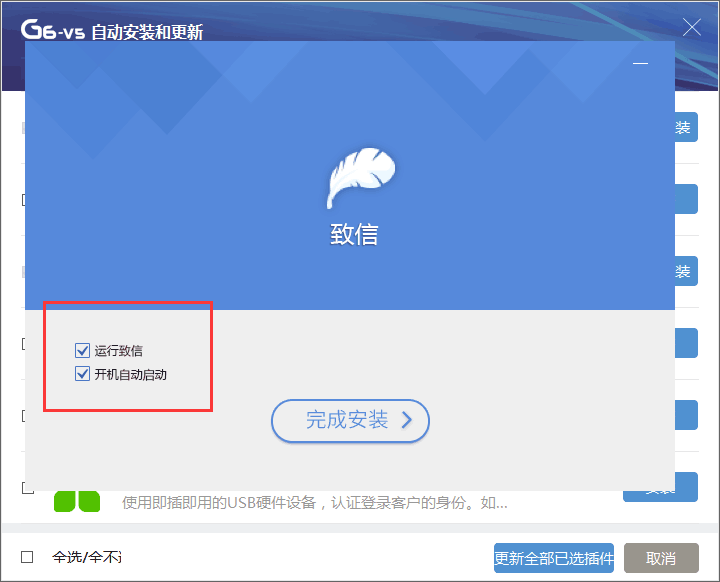 G6-V5 自动安装和更新
装
致信
装
运行致信
开机自动启动
完成安装
使用即插即用的USB硬件设备，认证登录客户的身份。如...
安装
全选/全不
更新全部已选插件
取消